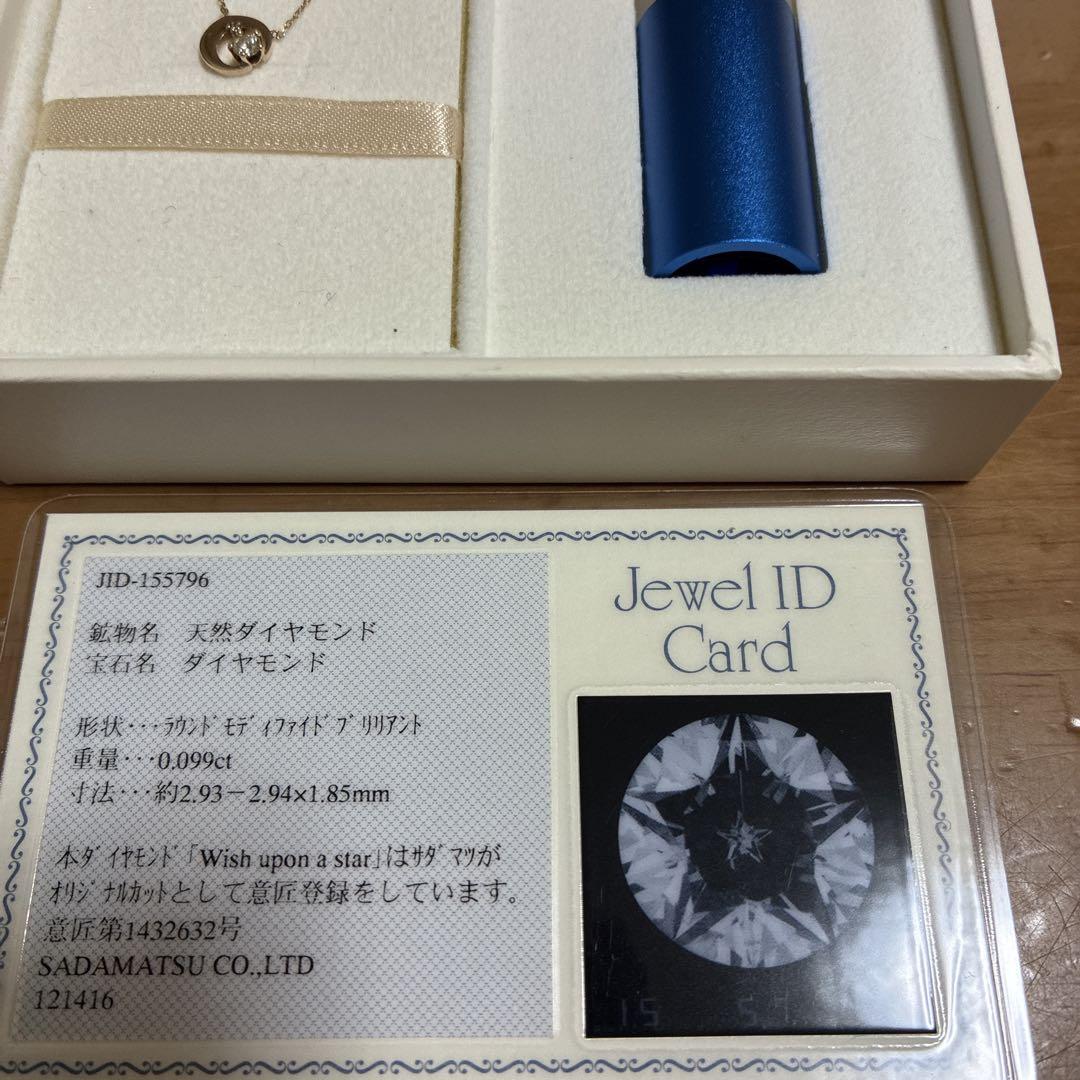 JID-155796
鉱物名　天然ダイヤモンド
宝石名　ダイヤモンド
形状･･･ﾗｳﾝﾄﾞﾓﾃﾞｨﾌｧｲﾄﾞﾌﾞﾘﾘｱﾝﾄ
重量･･･0.099ct
寸法･･･約2.93－2.94×1.85mm
本ﾀﾞｲﾔﾓﾝﾄﾞ「Wish upon a star」はｻﾀﾞﾏﾂが
ｵﾘｼﾞﾅﾙカットとして意匠登録をしています。
意匠第1432632号
SADAMATSU CO.,LTD
121416
Jewel ID
Card